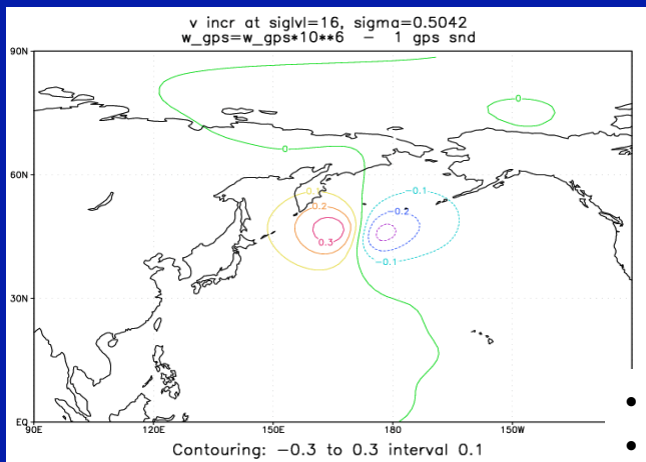 v incr at siglvl=16, sigma=0.5042
w_gps=w_gps*10**6 - 1 gps snd
90N
0
0
60N
0.1
-0.1
0.2
-0.2
0.3
-0.1
30N
EQ
90E 120E 150E 180 150W
Contouring: -0.3 to 0.3 interval 0.1
•
•